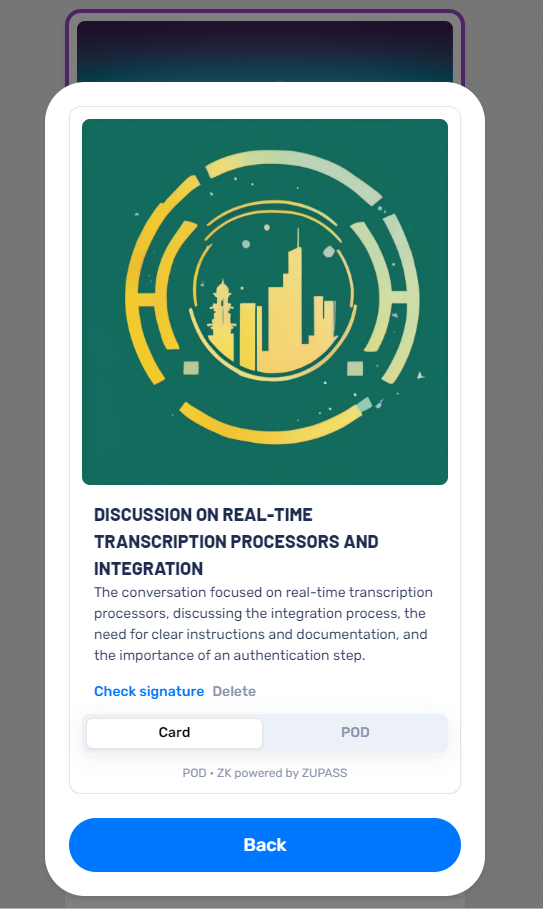 DISCUSSION ON REAL-TIME
TRANSCRIPTION PROCESSORS AND
INTEGRATION
The conversation focused on real-time transcription
processors, discussing the integration process, the
need for clear instructions and documentation, and
the importance of an authentication step.
Check signature Delete
Card POD
POD • ZK powered by ZUPASS
Back